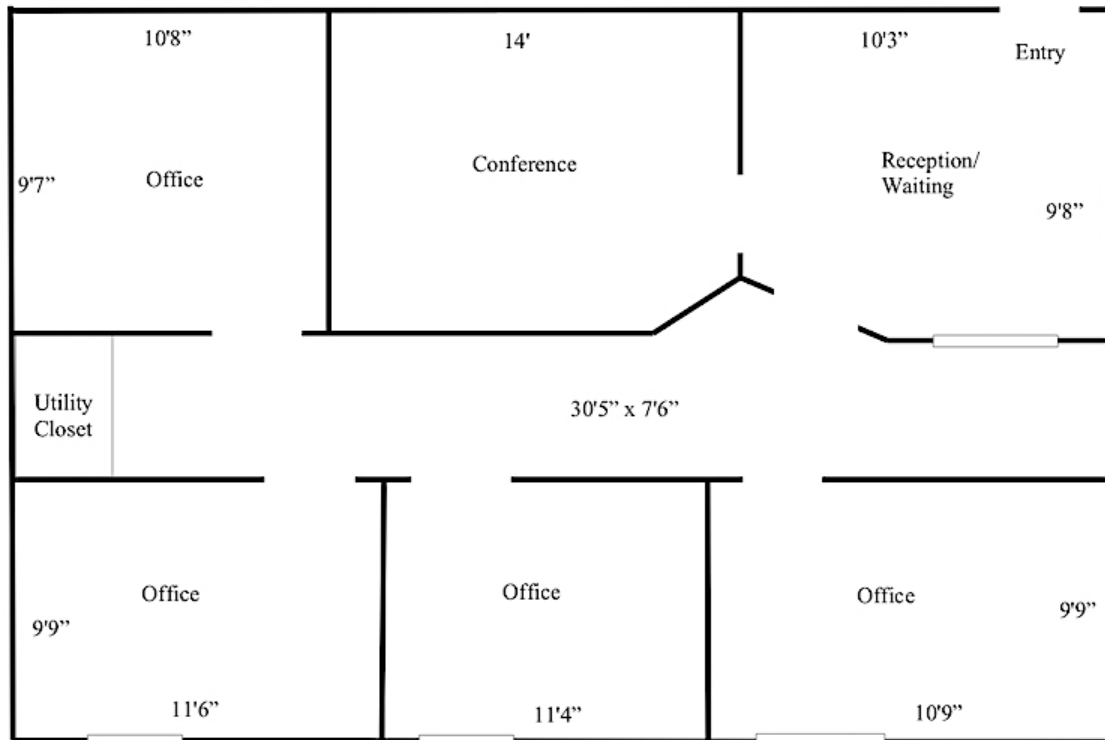 10'8”
14'
10'3”
Entry
Conference
Reception/
Waiting
Office
9'7”
9'8”
Utility
Closet
30'5” x 7'6”
Office
Office
Office
9'9”
9'9”
11'6”
11'4”
10'9”